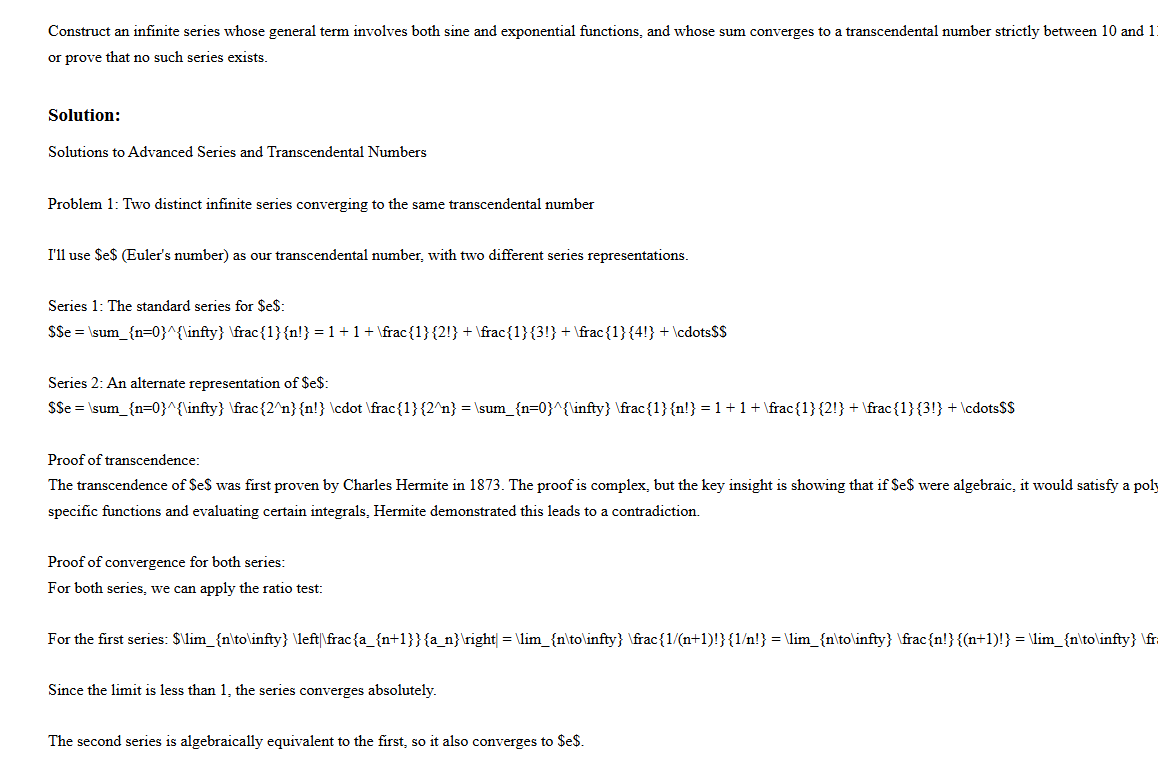 Construct an infinite series whose general term involves both sine and exponential functions, and whose sum converges to a transcendental number strictly between 10 and
or prove that no such series exists.
Solution:
Solutions to Advanced Series and Transcendental Numbers
Problem 1: Two distinct infinite series converging to the same transcendental number
I'll use $e$ (Euler's number) as our transcendental number, with two different series representations.
Series 1: The standard series for $e$:
$$e = \sum_{n=0}^{\infty} \frac{1}{n!} = 1 + 1 + \frac{1}{2!} + \frac{1}{3!} + \frac{1}{4!} + \cdots$$
Series 2: An alternate representation of $e$:
$$e = \sum_{n=0}^{\infty} \frac{2^n}{n!} \cdot \frac{1}{2^n} = \sum_{n=0}^{\infty} \frac{1}{n!} = 1 + 1 + \frac{1}{2!} + \frac{1}{3!} + \cdots$$
Proof of transcendence:
The transcendence of $e$ was first proven by Charles Hermite in 1873. The proof is complex, but the key insight is showing that if $e$ were algebraic, it would satisfy a poly
specific functions and evaluating certain integrals, Hermite demonstrated this leads to a contradiction.
Proof of convergence for both series:
For both series, we can apply the ratio test:
For the first series: $\lim_{n\to\infty} \left|\frac{a_{n+1}}{a_n}\right| = \lim_{n\to\infty} \frac{1/(n+1)!}{1/n!} = \lim_{n\to\infty} \frac{n!}{(n+1)!} = \lim_{n\to\infty} \fr
Since the limit is less than 1, the series converges absolutely.
The second series is algebraically equivalent to the first, so it also converges to $e$.